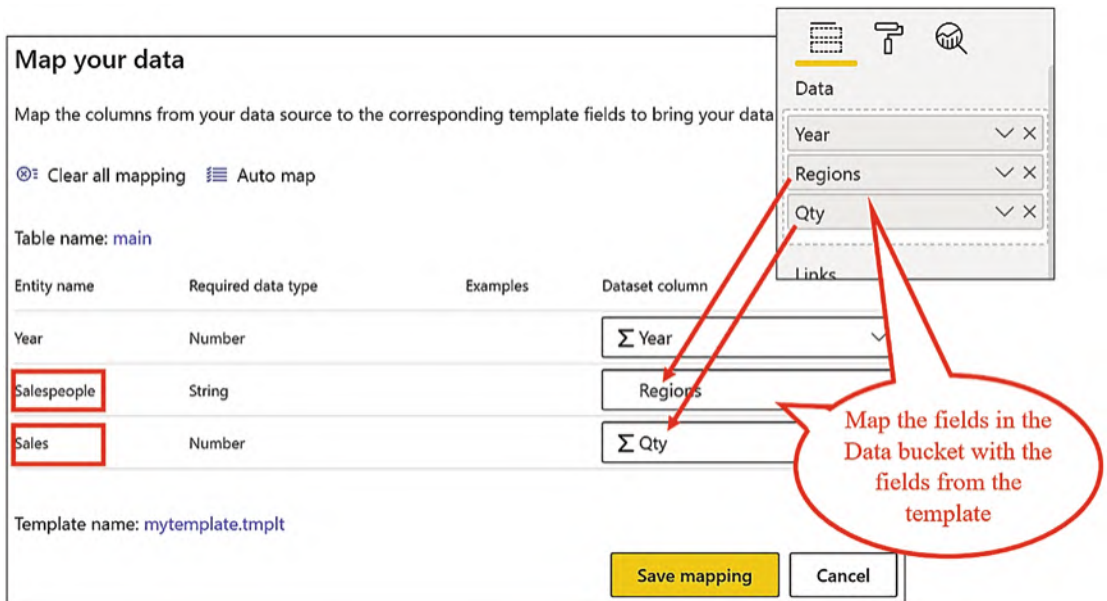 Map your data
Map the columns from your data source to the corresponding template fields to bring your data
Clear all mapping Auto map
Table name: main
Entity name Required data type Examples Dataset column
Year Number Σ Year
Salespeople String Regions
Sales Number Σ Qty
Template name: mytemplate.tmplt
Save mapping Cancel
Data
Year
Regions
Qty
Links
Map the fields in the
Data bucket with the
fields from the
template